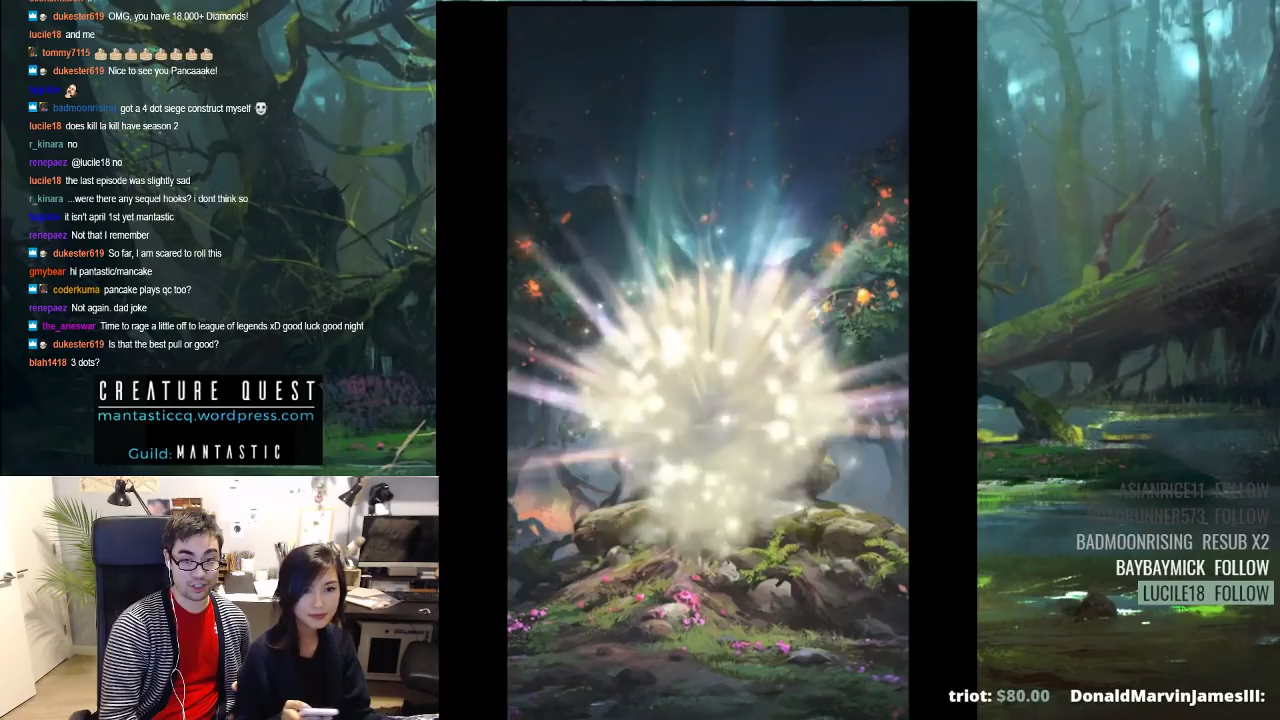 dukester619 OMG, you have 18,000+ Diamonds!
lucile18 and me
tommy7115
dukester619 Nice to see you Pancaaake!
badmoonrising got a 4 dot siege construct myself
lucile18 does kill la kill have season 2
r_kinara no
renepaez @lucile18 no
lucile18 the last episode was slightly sad
r_kinara ...were there any sequel hooks? i dont think so
it isn't april 1st yet mantastic
renepaez Not that I remember
dukester619 So far, I am scared to roll this
gmybear hi pantastic/mancake
coderkuma pancake plays qc too?
renepaez Not again. dad joke
the_arieswar Time to rage a little off to league of legends xD good luck good night
dukester619 Is that the best pull or good?
blah1418 3 dots?
CREATURE QUEST
mantasticcq.wordpress.com
Guild: MANTASTIC
ASIANRICE11 FOLLOW
FOLLOW
BADMOONRISING RESUB X2
BAYBAYMICK FOLLOW
LUCILE18 FOLLOW
triot: $80.00 DonaldMarvinJamesIII: